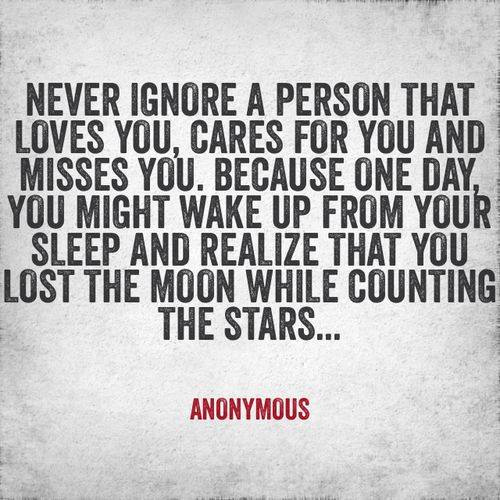 NEVER IGNORE A PERSON THAT
LOVES YOU, CARES FOR YOU AND
MISSES YOU. BECAUSE ONE DAY,
YOU MIGHT WAKE UP FROM YOUR
SLEEP AND REALIZE THAT YOU
LOST THE MOON WHILE COUNTING
THE STARS...
ANONYMOUS